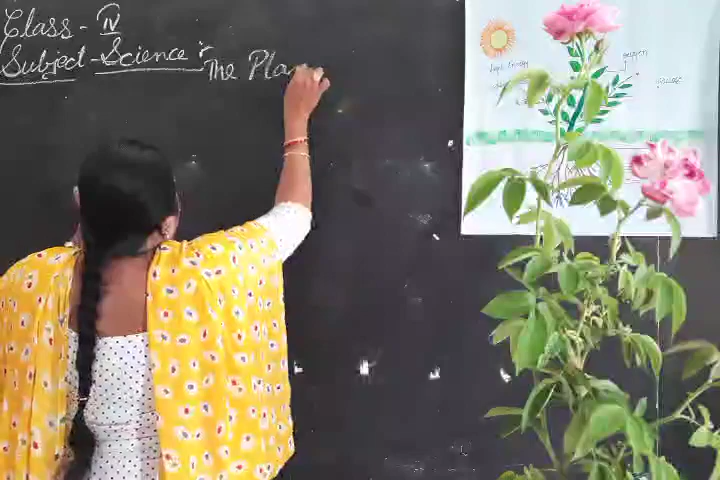 Class - IV
Subject - Science :-
The Pla